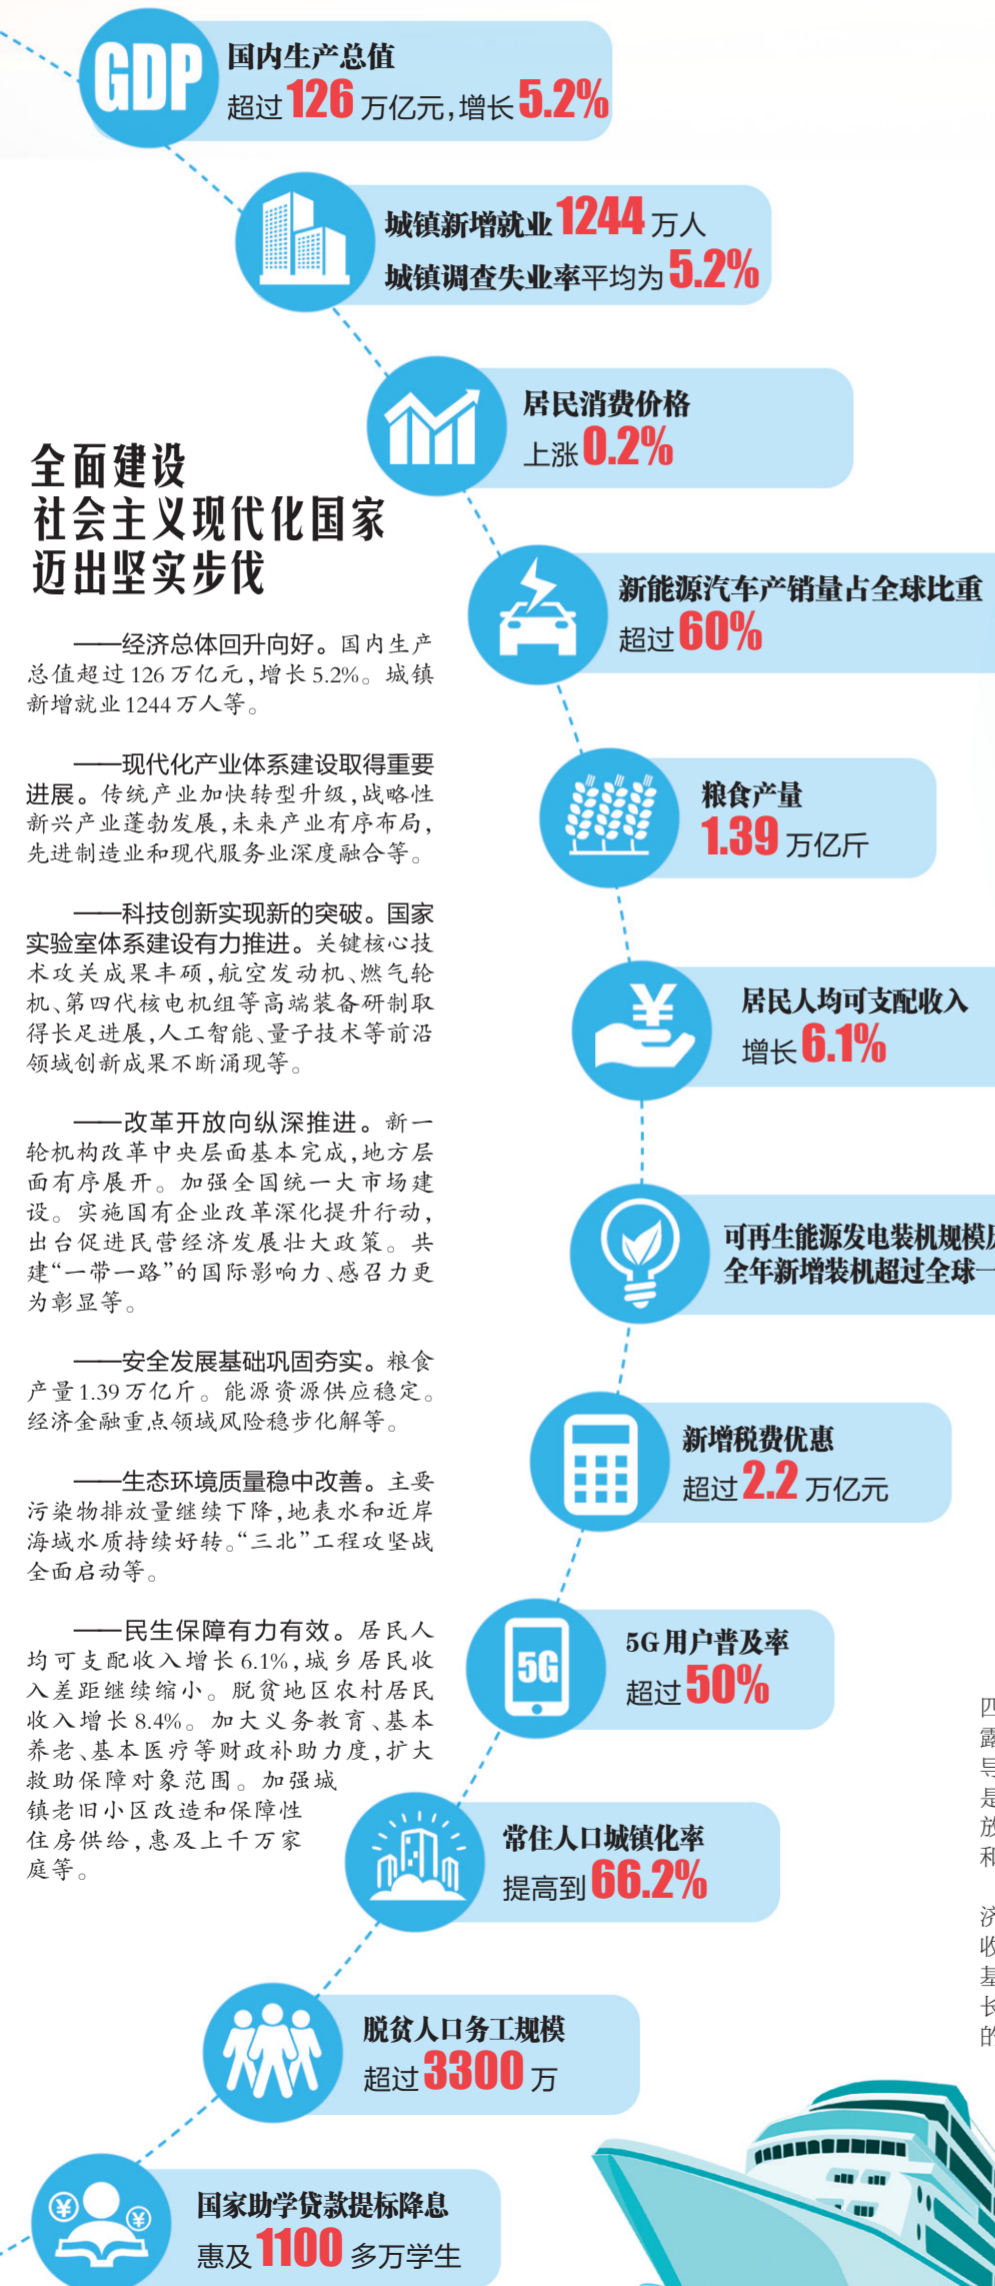 GDP
国内生产总值
超过126万亿元,增长5.2%
城镇新增就业1244万人
城镇调查失业率平均为5.2%
居民消费价格
上涨0.2%
新能源汽车产销量占全球比重
超过60%
粮食产量
1.39万亿斤
居民人均可支配收入
增长6.1%
可再生能源发电装机规模历
全年新增装机超过全球一
新增税费优惠
超过2.2万亿元
5G
5G用户普及率
超过50%
常住人口城镇化率
提高到66.2%
脱贫人口务工规模
超过3300万
国家助学贷款提标降息
惠及1100多万学生
全面建设
社会主义现代化国家
迈出坚实步伐
——经济总体回升向好。国内生产
总值超过126万亿元,增长5.2%。城镇
新增就业1244万人等。
——现代化产业体系建设取得重要
进展。传统产业加快转型升级,战略性
新兴产业蓬勃发展,未来产业有序布局,
先进制造业和现代服务业深度融合等。
——科技创新实现新的突破。国家
实验室体系建设有力推进。关键核心技
术攻关成果丰硕,航空发动机、燃气轮
机、第四代核电机组等高端装备研制取
得长足进展,人工智能、量子技术等前沿
领域创新成果不断涌现等。
——改革开放向纵深推进。新一
轮机构改革中央层面基本完成,地方层
面有序展开。加强全国统一大市场建
设。实施国有企业改革深化提升行动,
出台促进民营经济发展壮大政策。共
建“一带一路”的国际影响力、感召力更
为彰显等。
——安全发展基础巩固夯实。粮食
产量1.39万亿斤。能源资源供应稳定。
经济金融重点领域风险稳步化解等。
——生态环境质量稳中改善。主要
污染物排放量继续下降,地表水和近岸
海域水质持续好转。“三北”工程攻坚战
全面启动等。
——民生保障有力有效。居民人
均可支配收入增长6.1%,城乡居民收
入差距继续缩小。脱贫地区农村居民
收入增长8.4%。加大义务教育、基本
养老、基本医疗等财政补助力度,扩大
救助保障对象范围。加强城
镇老旧小区改造和保障性
住房供给,惠及上千万家
庭等。
四
露
导
是
放
和
济
收
基
长
的